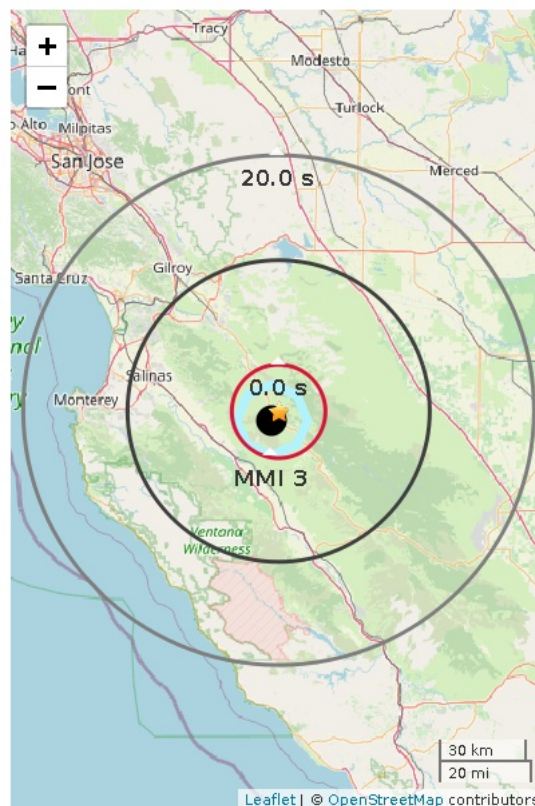 +
−
Tracy
Modesto
Turlock
Milpitas
San Jose
Merced
20.0 s
Gilroy
Santa Cruz
Salinas
0.0 s
Monterey
MMI 3
Ventana
Wilderness
30 km
20 mi
Leaflet | © OpenStreetMap contributors